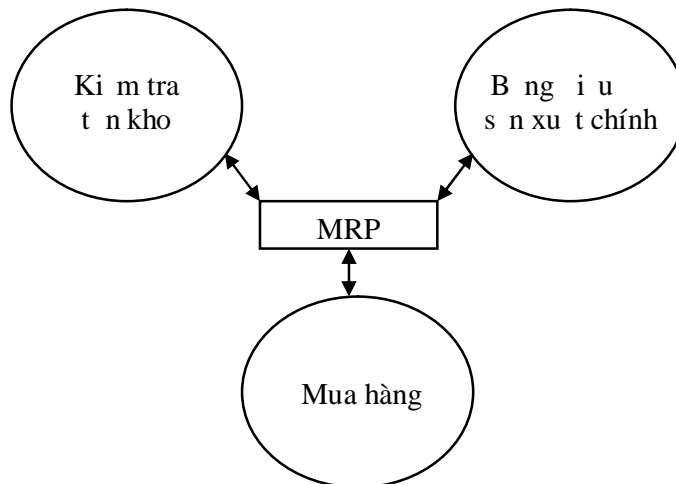 Ki m tra
t n kho
B ng i u
s n xu t chính
MRP
Mua hàng